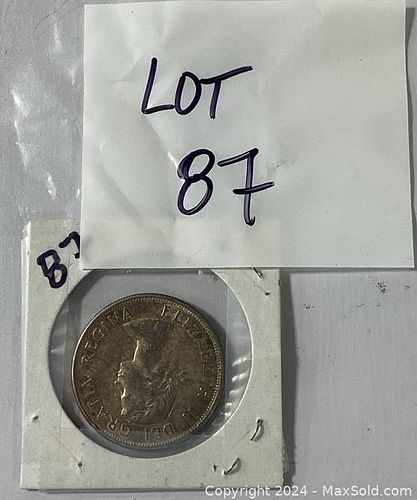 LOT
87
87
ELIZABETH II DEI GRATIA REGINA
Copyright © 2024 - MaxSold.com